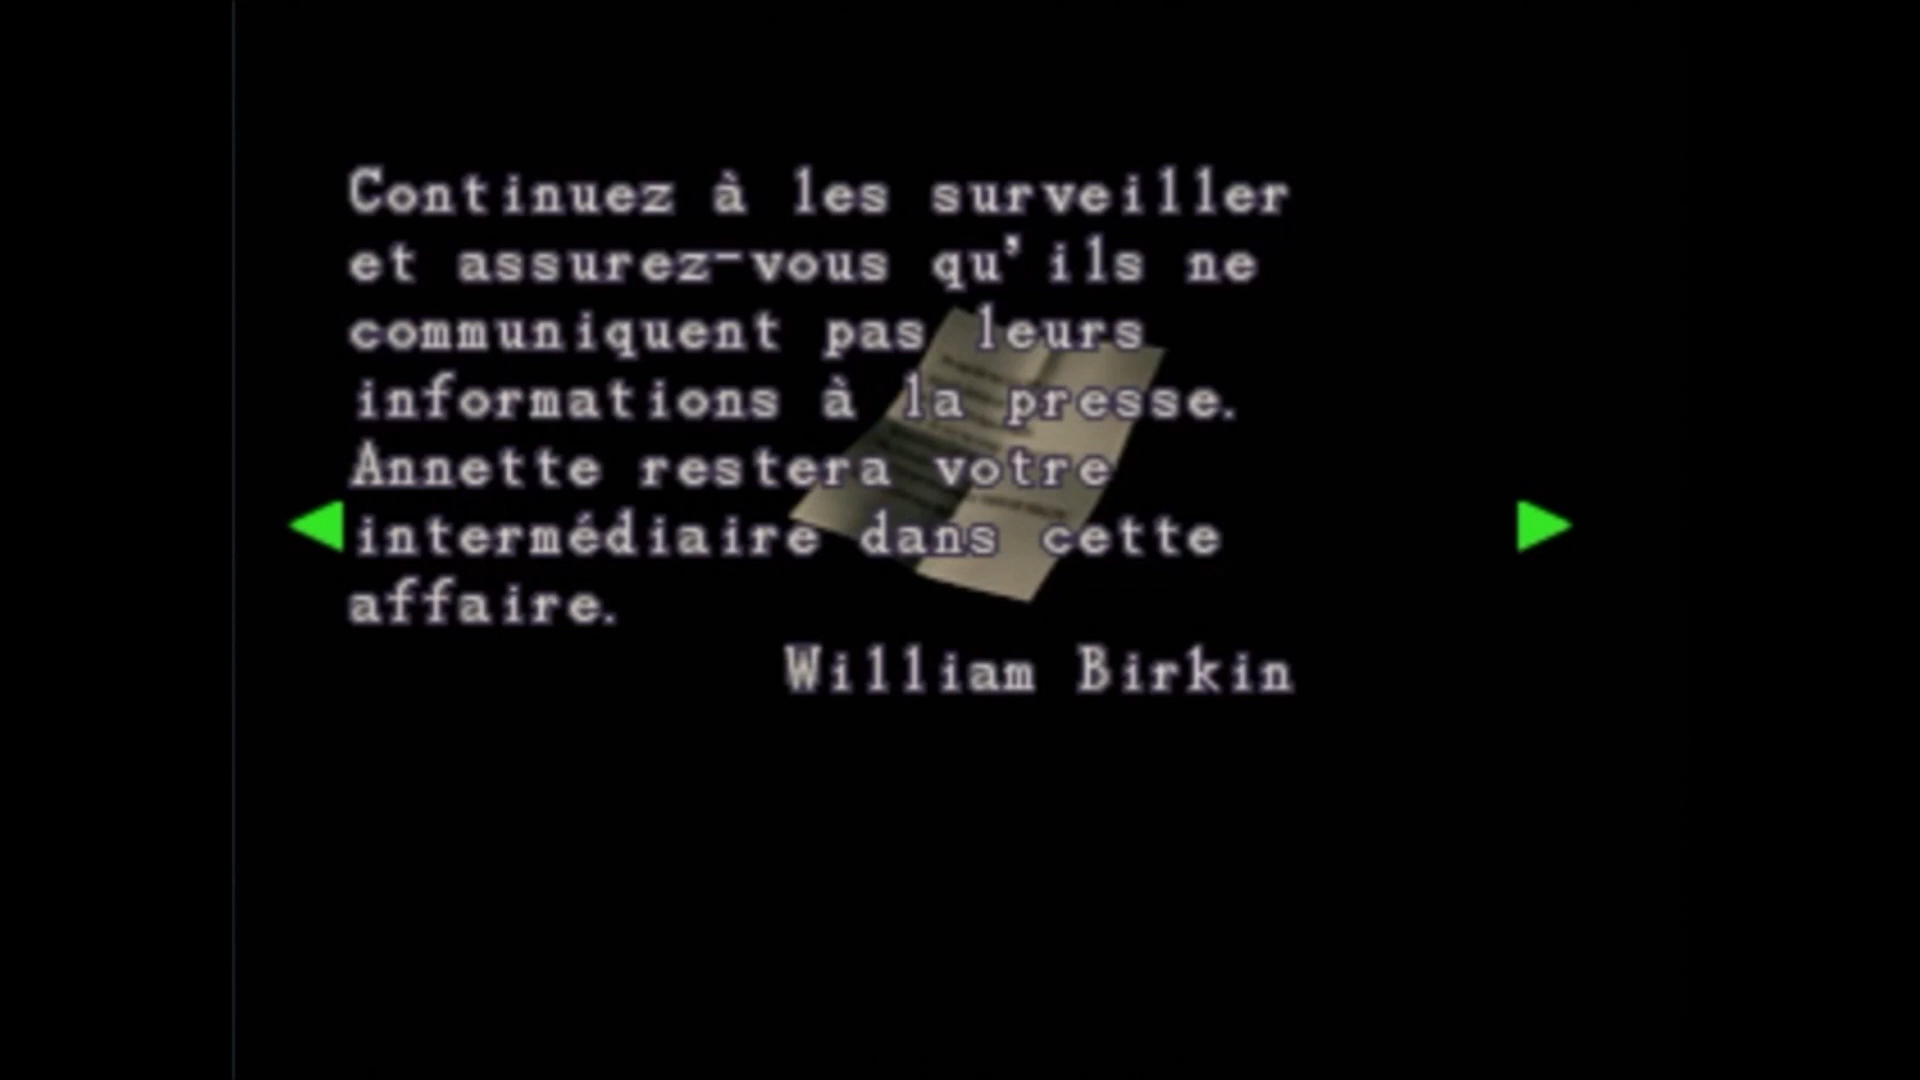 Continuez à les surveiller
et assurez-vous qu'ils ne
communiquent pas leurs
informations à la presse.
Annette restera votre
intermédiaire dans cette
affaire.
William Birkin